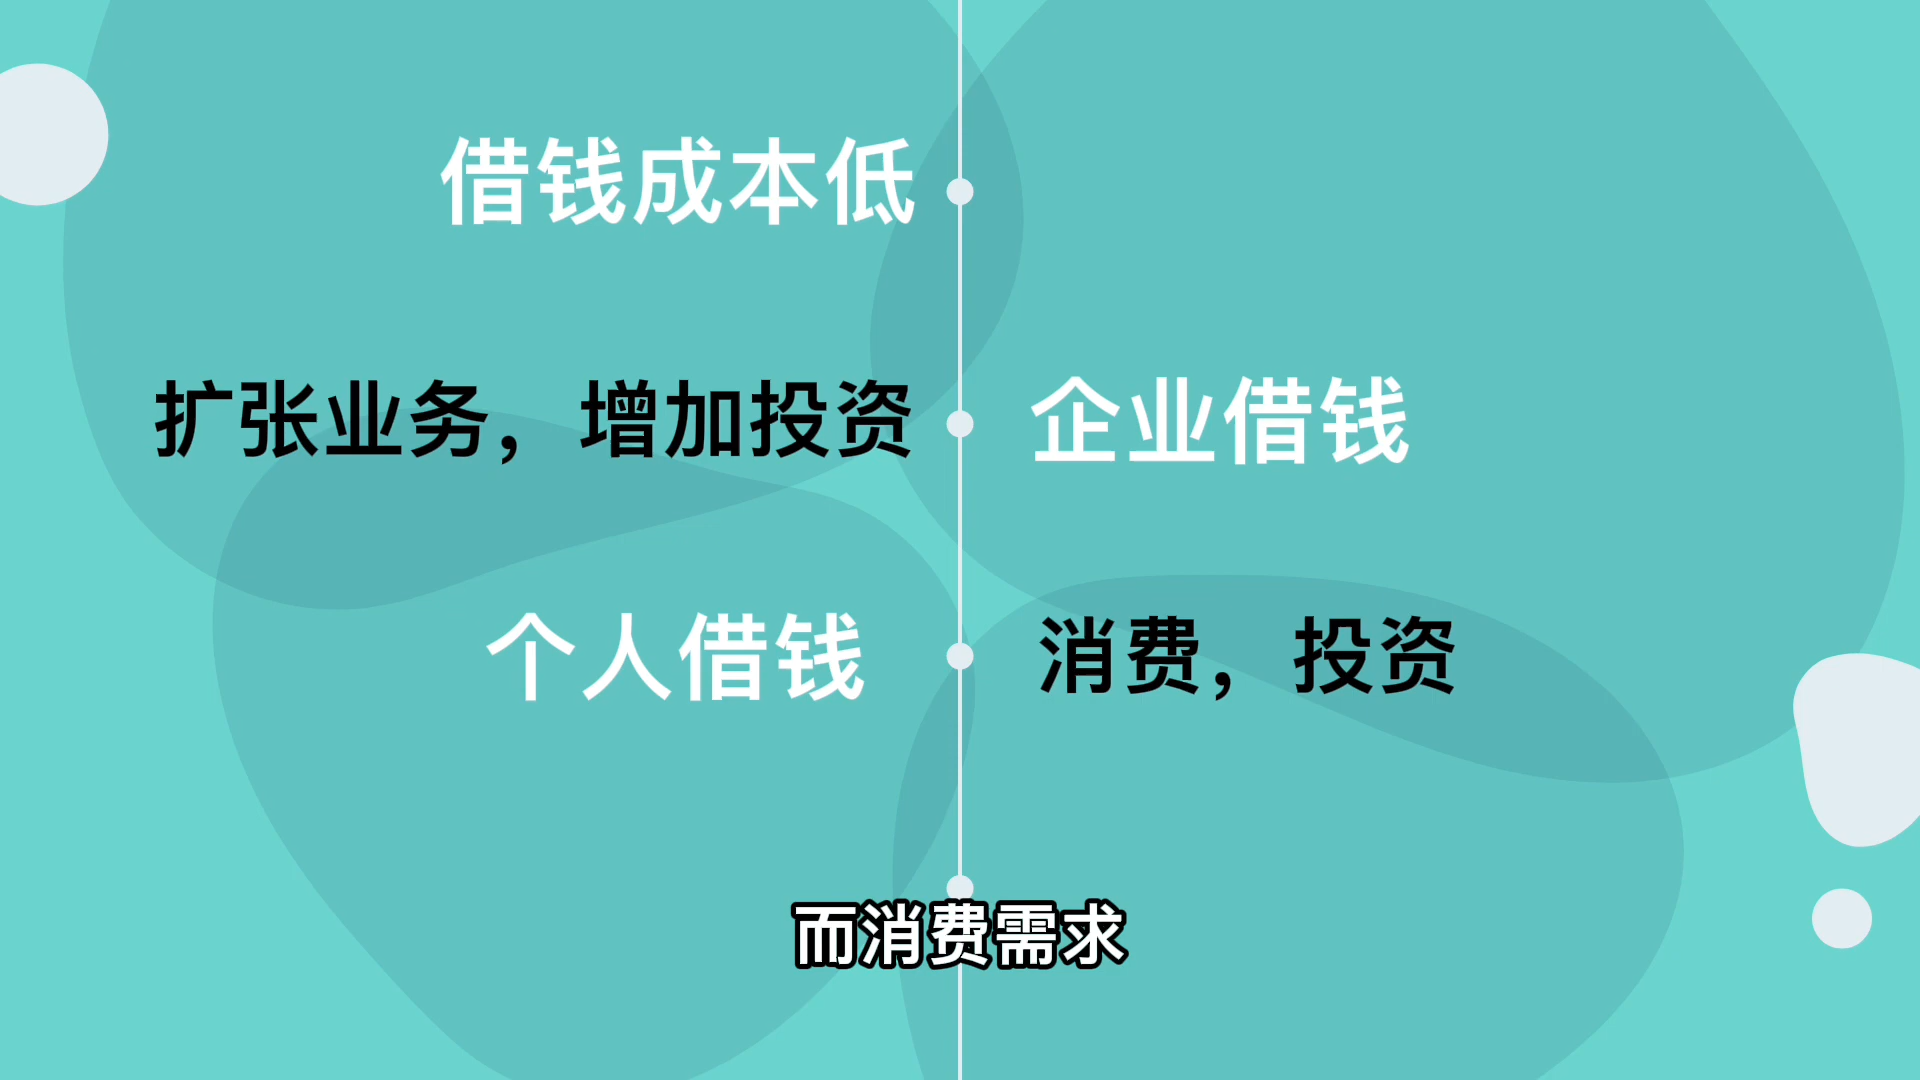 借钱成本低
扩张业务，增加投资
企业借钱
个人借钱
消费，投资
而消费需求